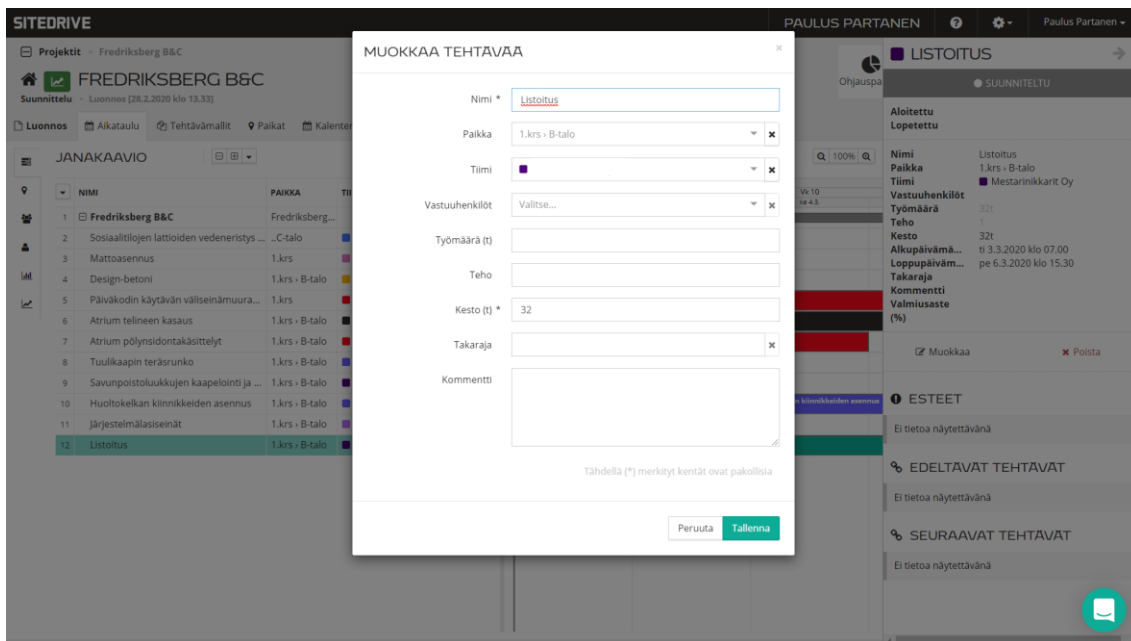 SITEDRIVE
PAULUS PARTANEN
Paulus Partanen
Projektit - Fredriksberg B&C
FREDRIKSBERG B&C
Suunnittelu - Luonnos [28.2.2020 klo 13.33]
Ohjauspa
Luonnos Aikataulu Tehtävämallit Paikat Kalenter
JANAKAAVIO
100%
NIMI PAIKKA TII
Vk 10
ke 4.3.
1 Fredriksberg B&C Fredriksberg...
2 Sosiaalitilojen lattioiden vedeneristys ... ..C-talo
3 Mattoasennus 1.krs
4 Design-betoni 1.krs › B-talo
5 Päiväkodin käytävän väliseinämuura... 1.krs
6 Atrium telineen kasaus 1.krs › B-talo
7 Atrium pölynsidontakäsittelyt 1.krs › B-talo
8 Tuulikaapin teräsrunko 1.krs › B-talo
9 Savunpoistoluukkujen kaapelointi ja ... 1.krs › B-talo
10 Huoltokelkan kiinnikkeiden asennus 1.krs › B-talo
n kiinnikkeiden asennus
11 Järjestelmälasiseinät 1.krs › B-talo
12 Listoitus 1.krs › B-talo
MUOKKAA TEHTÄVÄÄ
×
Nimi * Listoitus
Paikka 1.krs › B-talo
Tiimi
Vastuuhenkilöt Valitse...
Työmäärä (t)
Teho
Kesto (t) * 32
Takaraja
Kommentti
Tähdellä (*) merkityt kentät ovat pakollisia
Peruuta Tallenna
LISTOITUS
SUUNNITELTU
Aloitettu
Lopetettu
Nimi Listoitus
Paikka 1.krs › B-talo
Tiimi Mestarinikkarit Oy
Vastuuhenkilöt
Työmäärä 32t
Teho 1
Kesto 32t
Alkupäivämä... ti 3.3.2020 klo 07.00
Loppupäiväm... pe 6.3.2020 klo 15.30
Takaraja
Kommentti
Valmiusaste
(%)
Muokkaa Poista
ESTEET
Ei tietoa näytettävänä
EDELTÄVÄT TEHTÄVÄT
Ei tietoa näytettävänä
SEURAAVAT TEHTÄVÄT
Ei tietoa näytettävänä